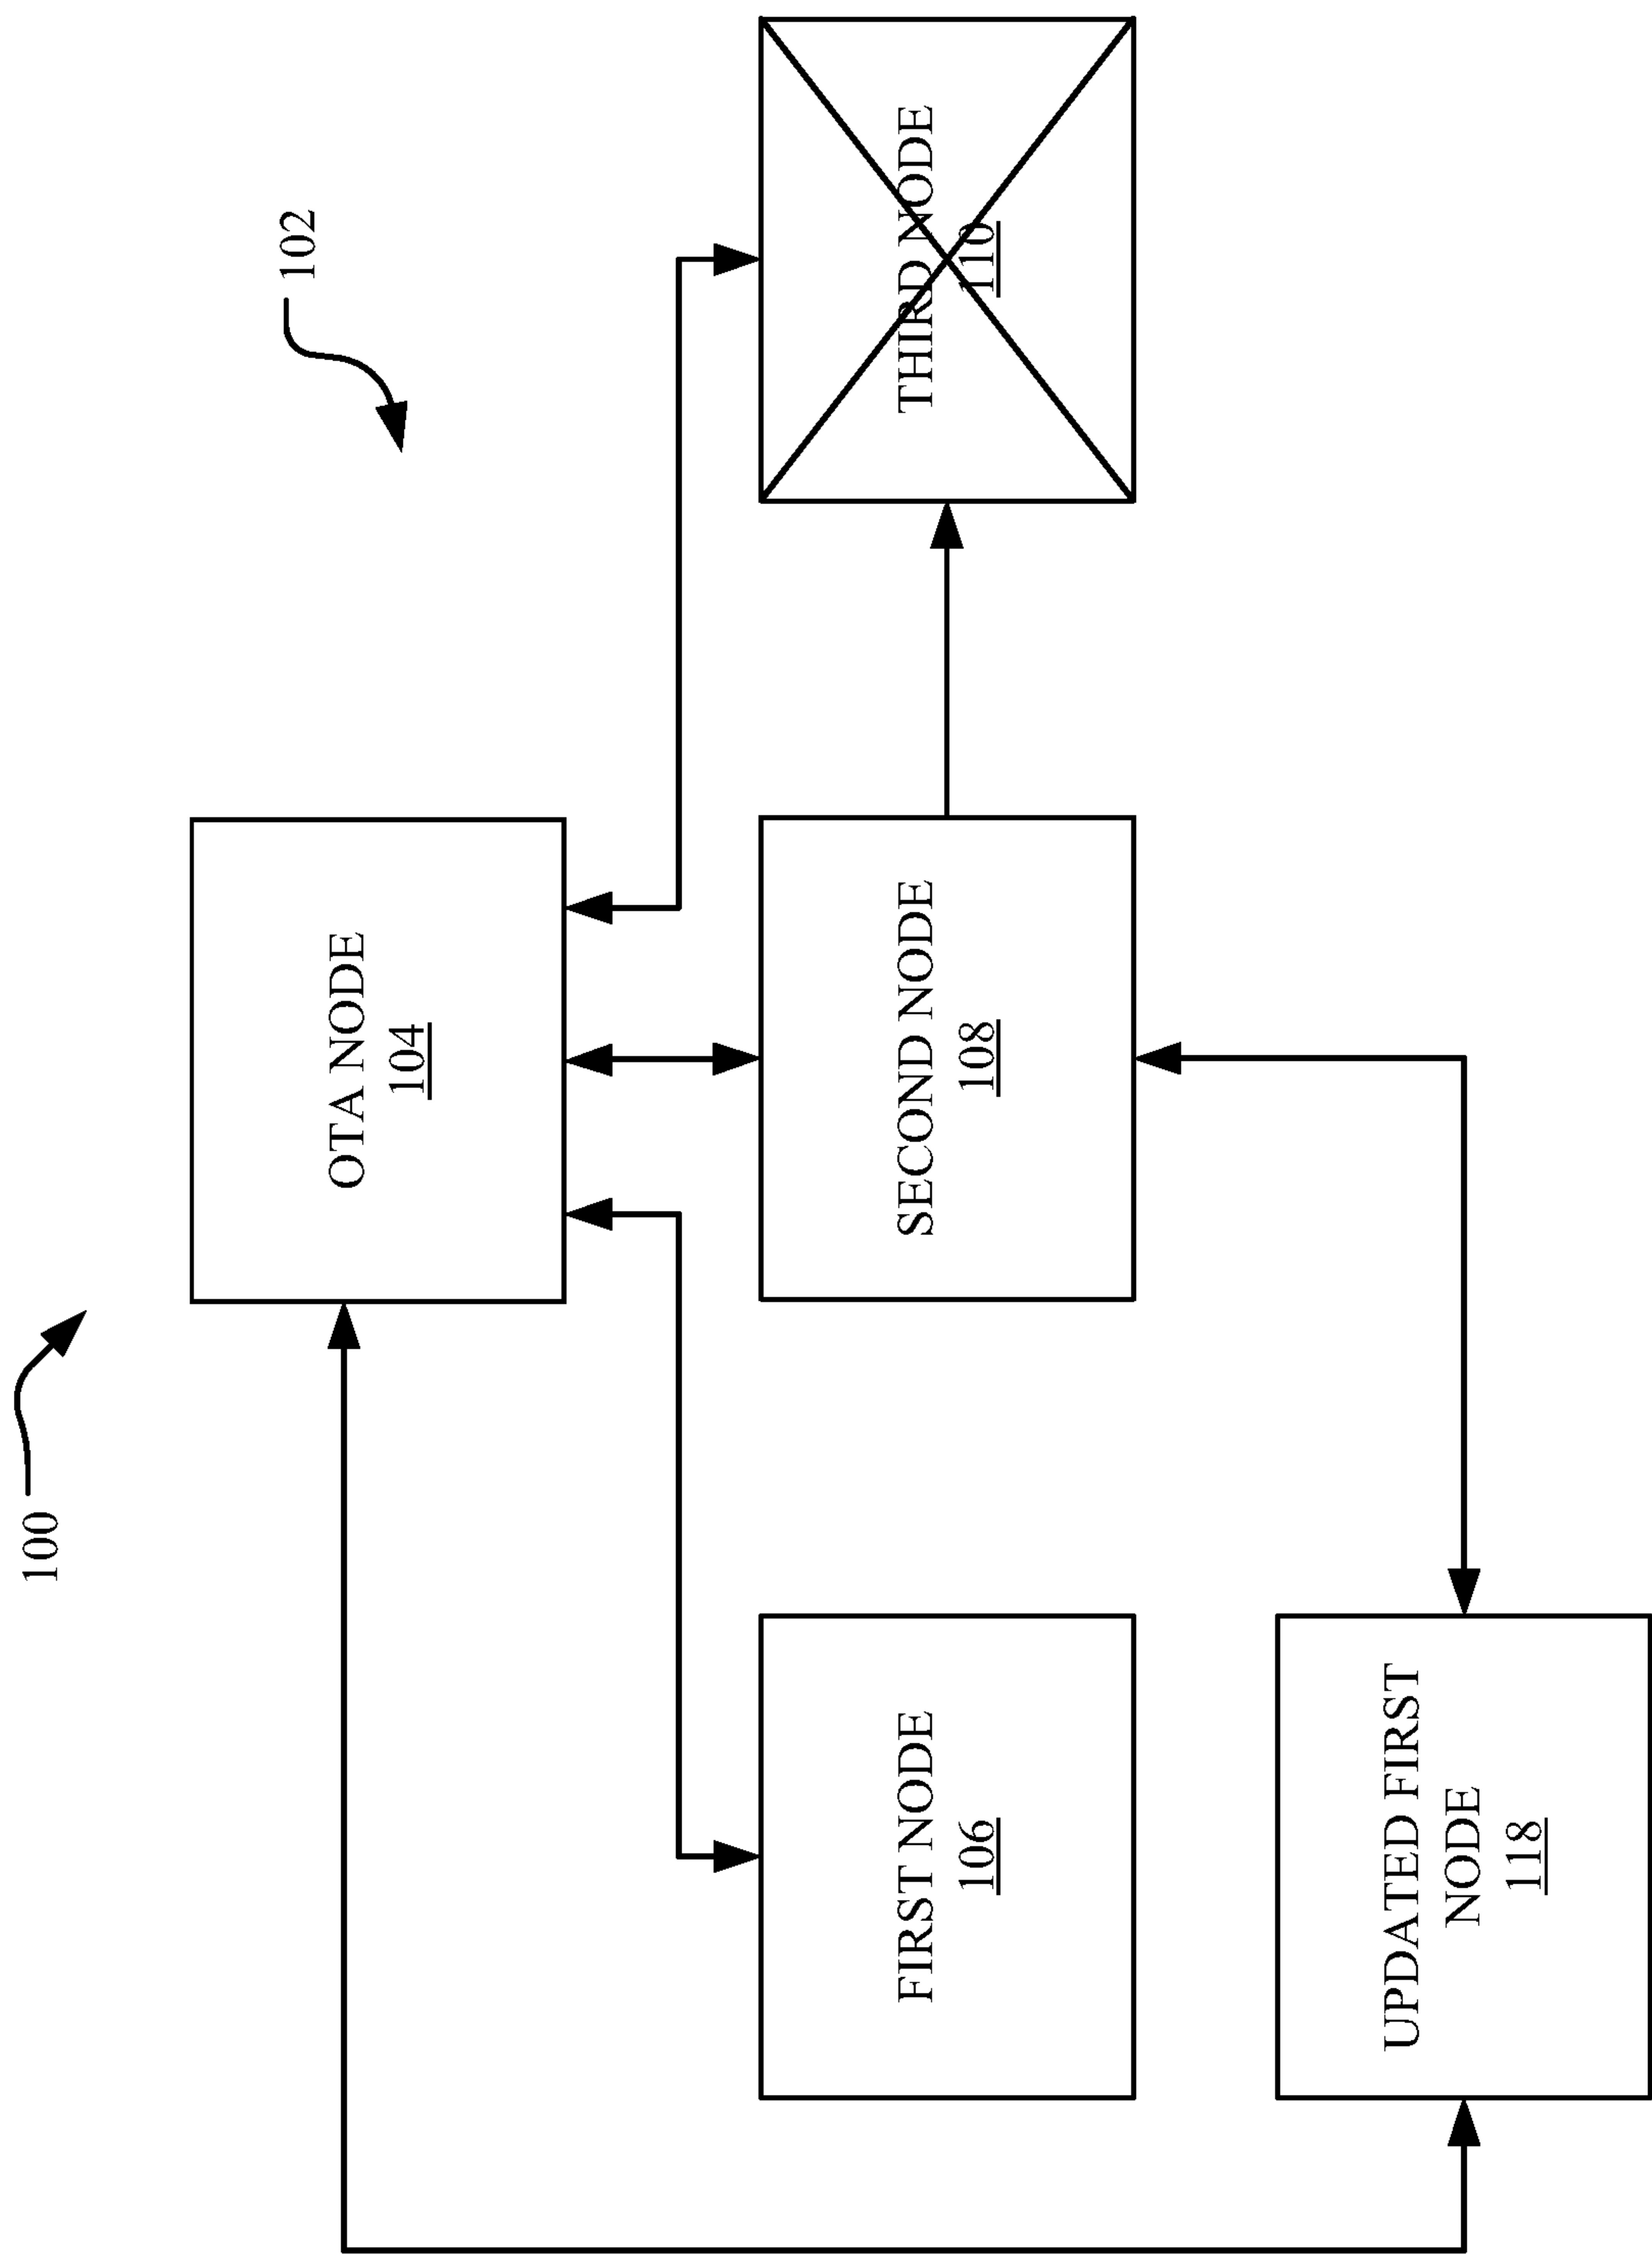 100
102
OTA NODE
104
FIRST NODE
106
SECOND NODE
108
THIRD NODE
110
UPDATED FIRST
NODE
118